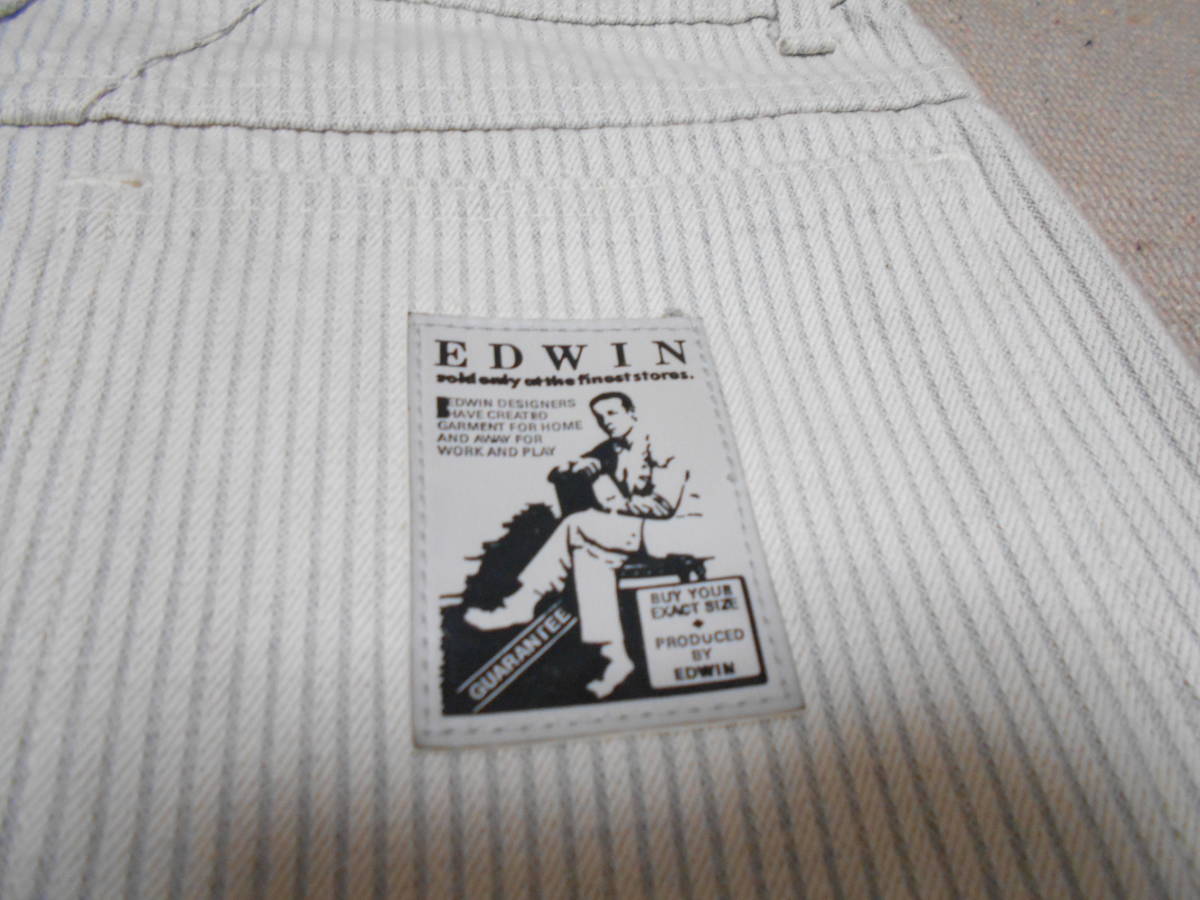 EDWIN
sold only at the finest stores.
EDWIN DESIGNERS
HAVE CREATED
GARMENT FOR HOME
AND AWAY FOR
WORK AND PLAY
GUARANTEE
BUY YOUR
EXACT SIZE
PRODUCED
BY
EDWIN